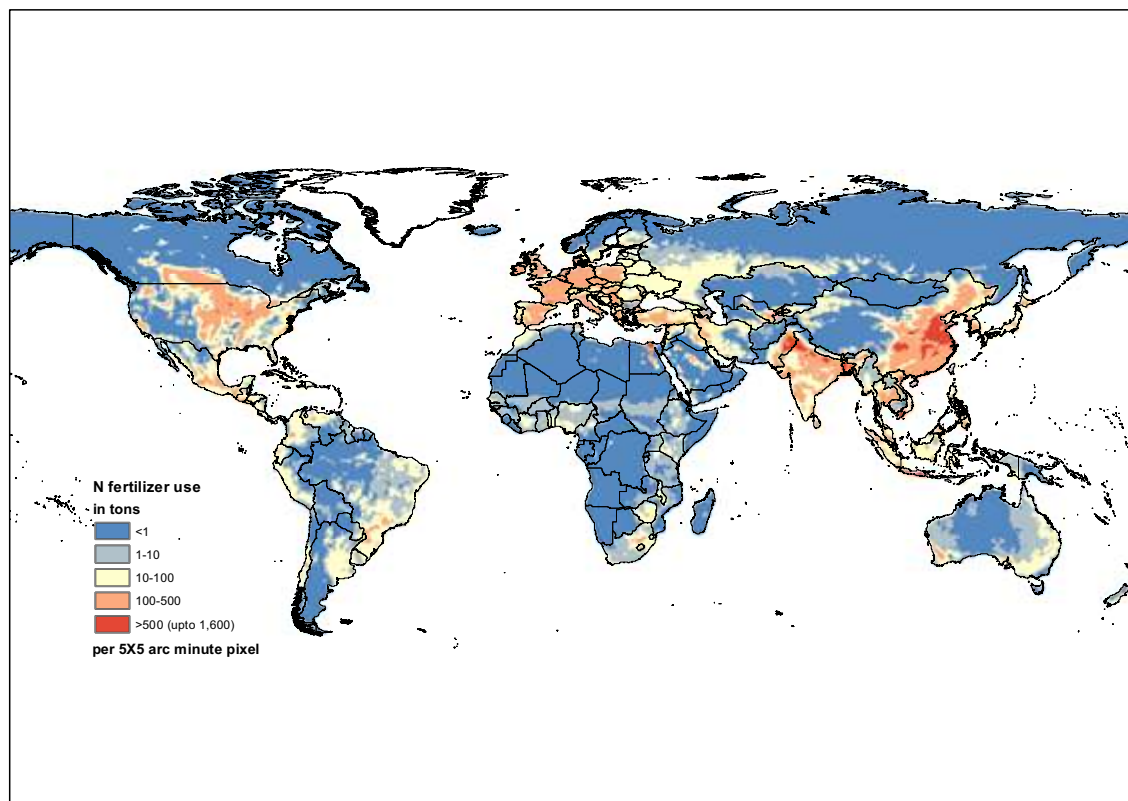 N fertilizer use
in tons
<1
1-10
10-100
100-500
>500 (upto 1,600)
per 5X5 arc minute pixel